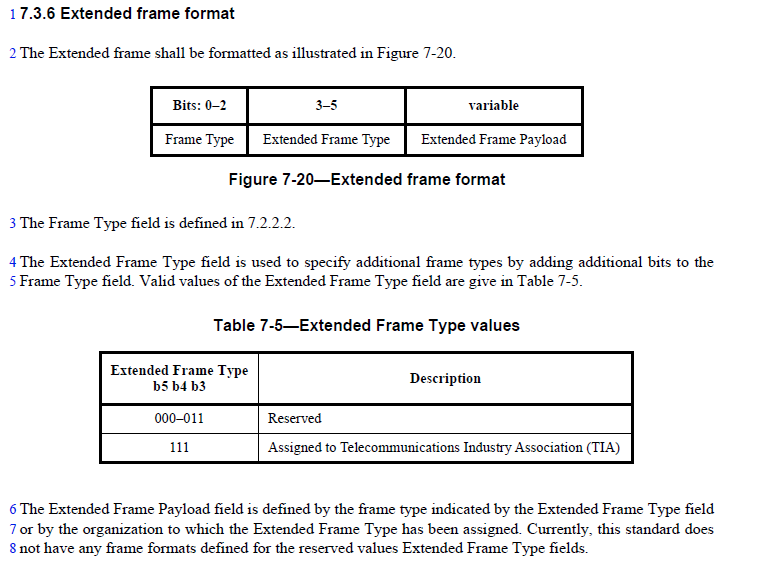 1 7.3.6 Extended frame format
2 The Extended frame shall be formatted as illustrated in Figure 7-20.
Bits: 0–2 3–5 variable
Frame Type Extended Frame Type Extended Frame Payload
Figure 7-20—Extended frame format
3 The Frame Type field is defined in 7.2.2.2.
4 The Extended Frame Type field is used to specify additional frame types by adding additional bits to the
5 Frame Type field. Valid values of the Extended Frame Type field are give in Table 7-5.
Table 7-5—Extended Frame Type values
Extended Frame Type
b5 b4 b3
Description
000–011 Reserved
111 Assigned to Telecommunications Industry Association (TIA)
6 The Extended Frame Payload field is defined by the frame type indicated by the Extended Frame Type field
7 or by the organization to which the Extended Frame Type has been assigned. Currently, this standard does
8 not have any frame formats defined for the reserved values Extended Frame Type fields.